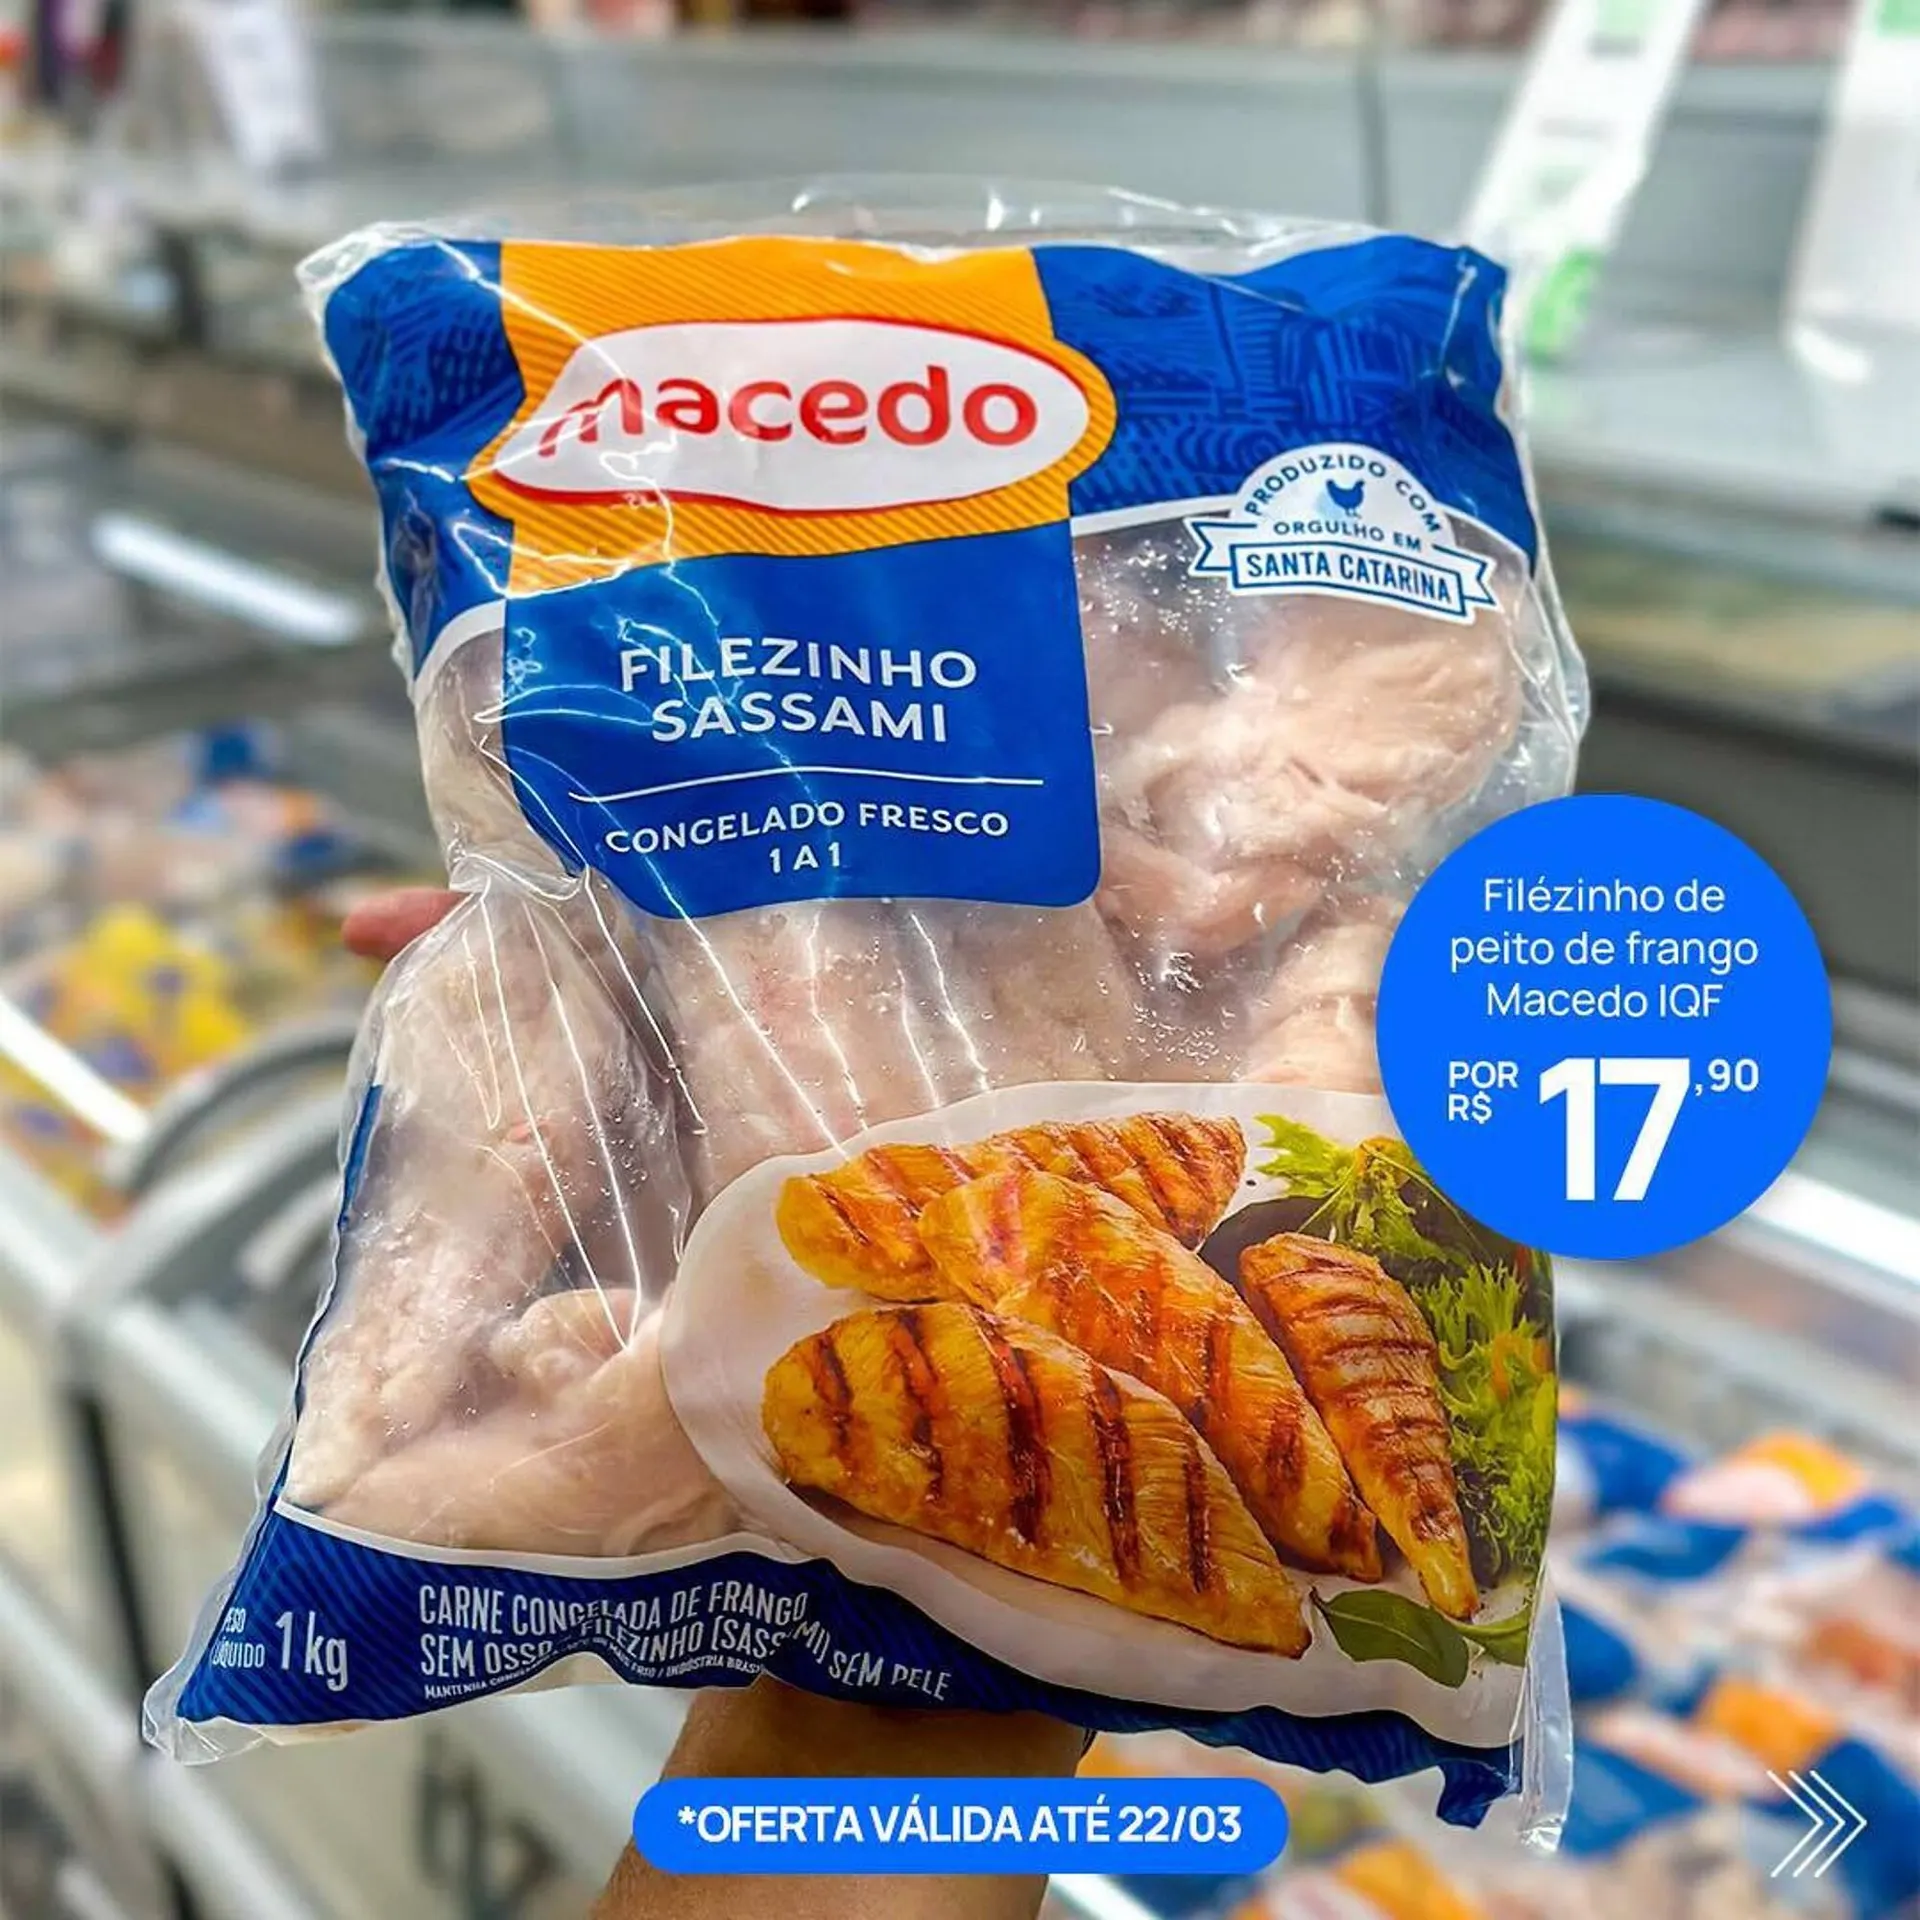 macedo
PRODUZIDO COM
ORGULHO EM
SANTA CATARINA
FILEZINHO
SASSAMI
CONGELADO FRESCO
1 A 1
Filézinho de
peito de frango
Macedo IQF
POR
R$ 17,90
PESO
LÍQUIDO 1 kg
CARNE CONGELADA DE FRANGO
SEM OSSO FILEZINHO (SASSAMI) SEM PELE
*OFERTA VÁLIDA ATÉ 22/03